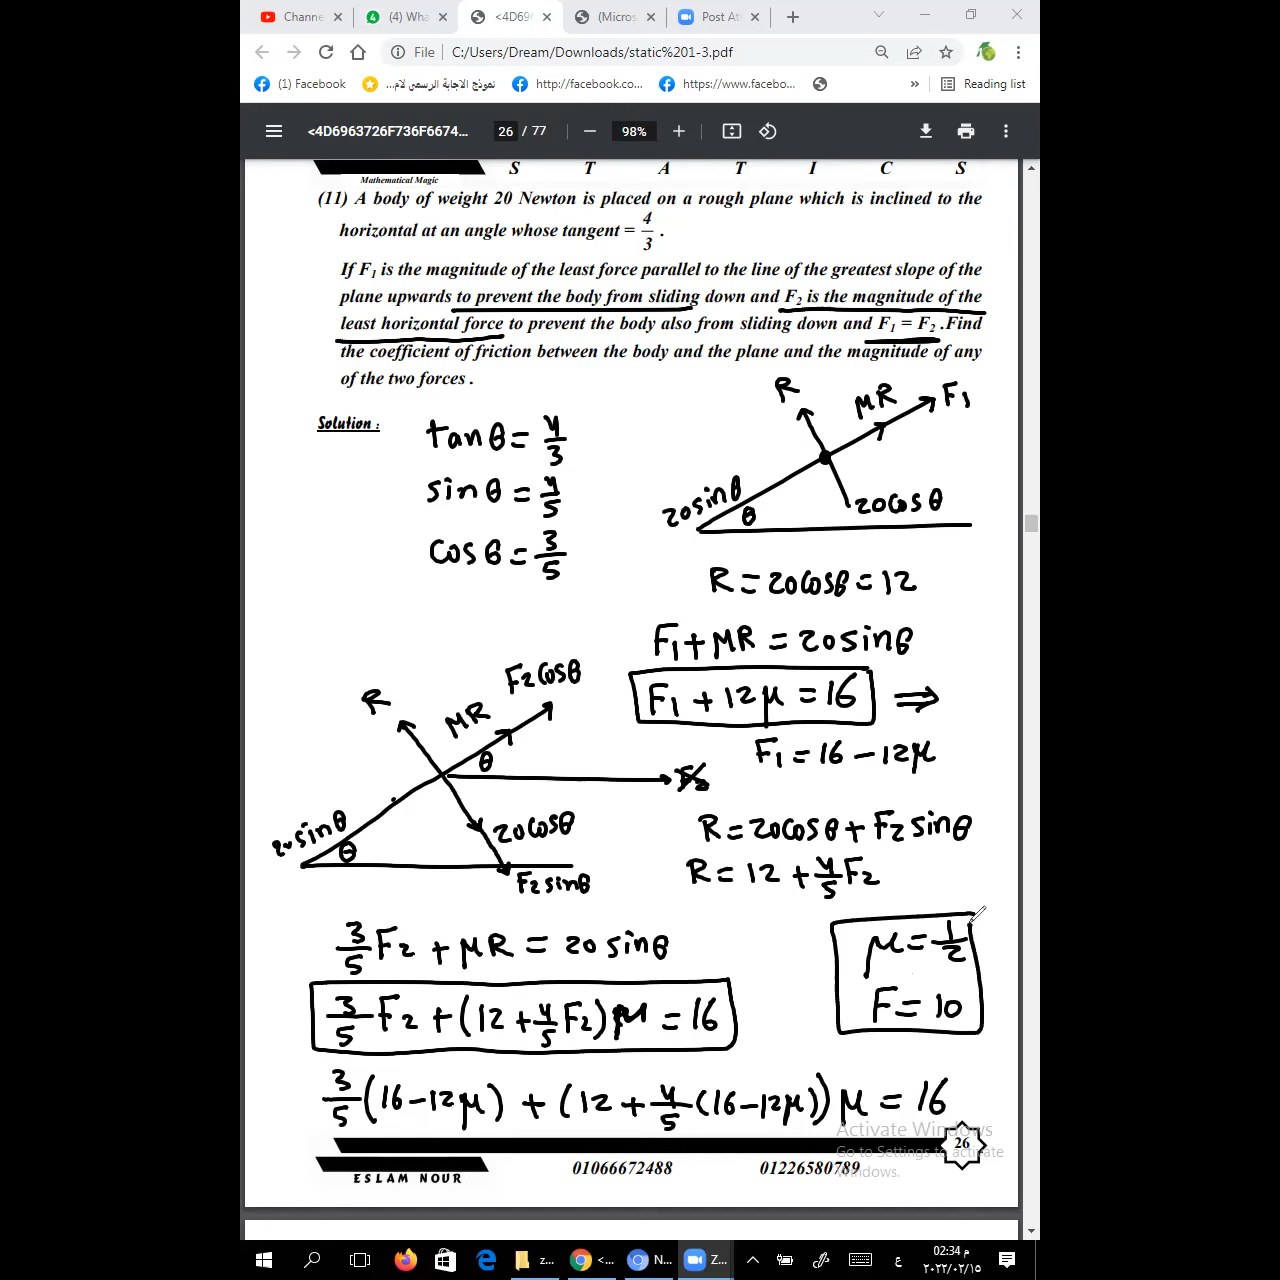 Channe
(4) Wha
<4D69
(Micros
Post At
File C:/Users/Dream/Downloads/static%201-3.pdf
(1) Facebook
نموذج الاجابة الرسمى لام...
http://facebook.co...
https://www.facebo...
»
Reading list
<4D6963726F736F6674...
26 / 77
98%
S T A T I C S
Mathematical Magic
(11) A body of weight 20 Newton is placed on a rough plane which is inclined to the
horizontal at an angle whose tangent = 4/3 .
If F₁ is the magnitude of the least force parallel to the line of the greatest slope of the
plane upwards to prevent the body from sliding down and F₂ is the magnitude of the
least horizontal force to prevent the body also from sliding down and F₁ = F₂ .Find
the coefficient of friction between the body and the plane and the magnitude of any
of the two forces .
Solution :
tanθ = 4/3
sinθ = 4/5
cosθ = 3/5
R
μR
F₁
20sinθ
θ
20cosθ
R = 20cosθ = 12
F₁ + μR = 20sinθ
F₁ + 12μ = 16 ⇒
F₁ = 16 − 12μ
R
μR
F₂cosθ
θ
F₂
20sinθ
θ
20cosθ
F₂sinθ
R = 20cosθ + F₂sinθ
R = 12 + 4/5 F₂
3/5 F₂ + μR = 20 sinθ
3/5 F₂ + (12 + 4/5 F₂)μ = 16
μ = 1/2
F = 10
3/5 (16 − 12μ) + (12 + 4/5 (16 − 12μ))μ = 16
Activate Windows
Go to Settings to activate
Windows.
26
ESLAM NOUR
01066672488
01226580789
z...
<...
N...
Z...
ع
02:34 م
٢٠٢٢/٠٢/١٥